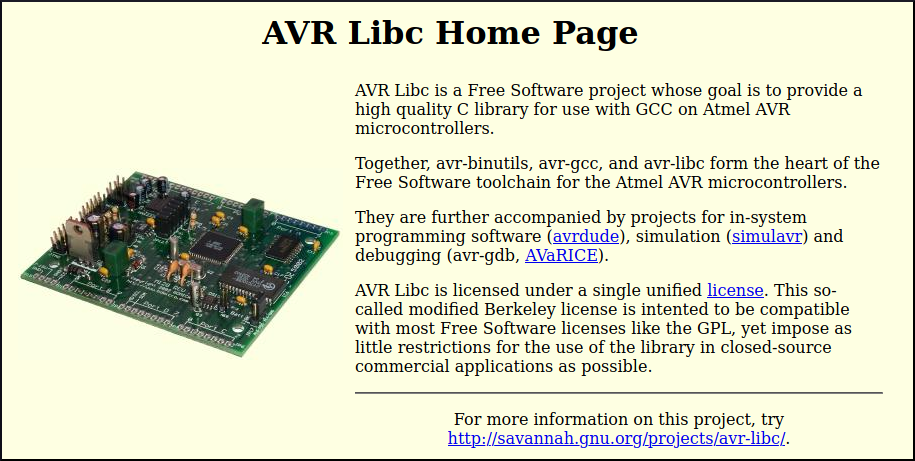 AVR Libc Home Page
AVR Libc is a Free Software project whose goal is to provide a
high quality C library for use with GCC on Atmel AVR
microcontrollers.
Together, avr-binutils, avr-gcc, and avr-libc form the heart of the
Free Software toolchain for the Atmel AVR microcontrollers.
They are further accompanied by projects for in-system
programming software (avrdude), simulation (simulavr) and
debugging (avr-gdb, AVaRICE).
AVR Libc is licensed under a single unified license. This so-
called modified Berkeley license is intented to be compatible
with most Free Software licenses like the GPL, yet impose as
little restrictions for the use of the library in closed-source
commercial applications as possible.
For more information on this project, try
http://savannah.gnu.org/projects/avr-libc/.